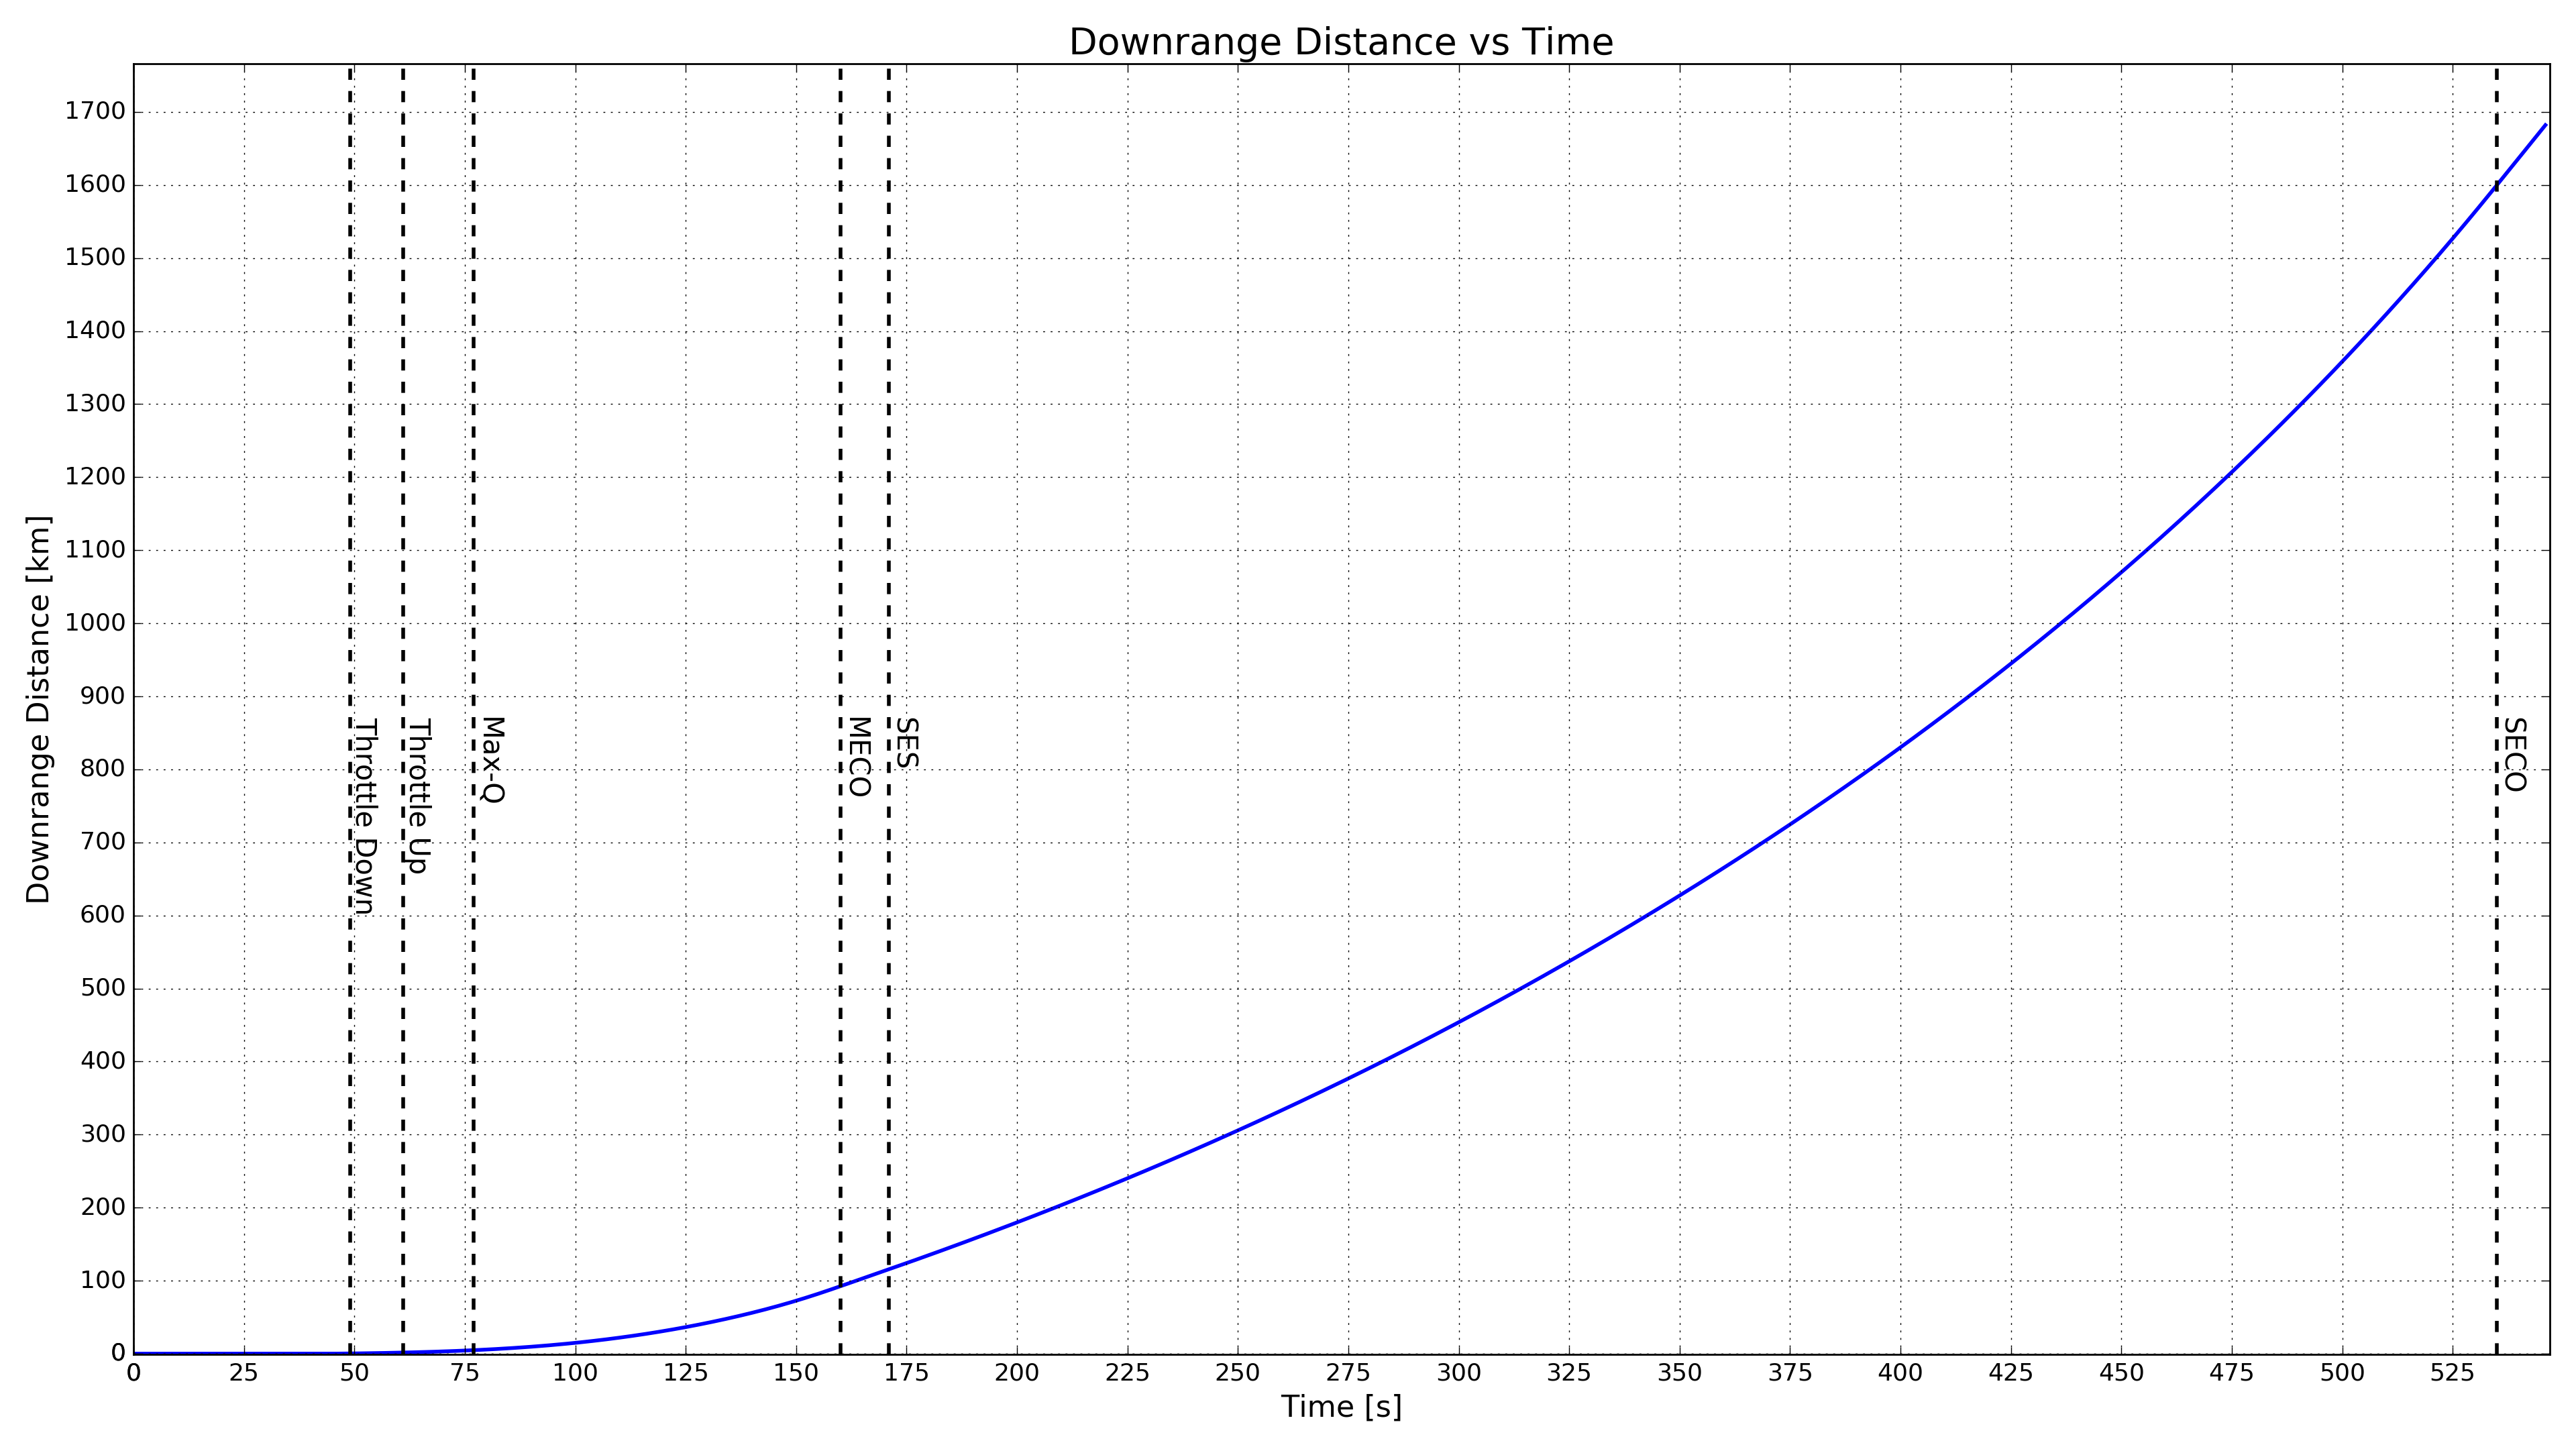 Downrange Distance vs Time
Downrange Distance [km]
1700
1600
1500
1400
1300
1200
1100
1000
900
800
700
600
500
400
300
200
100
0
Throttle Down
Throttle Up
Max-Q
MECO
SES
SECO
0 25 50 75 100 125 150 175 200 225 250 275 300 325 350 375 400 425 450 475 500 525
Time [s]